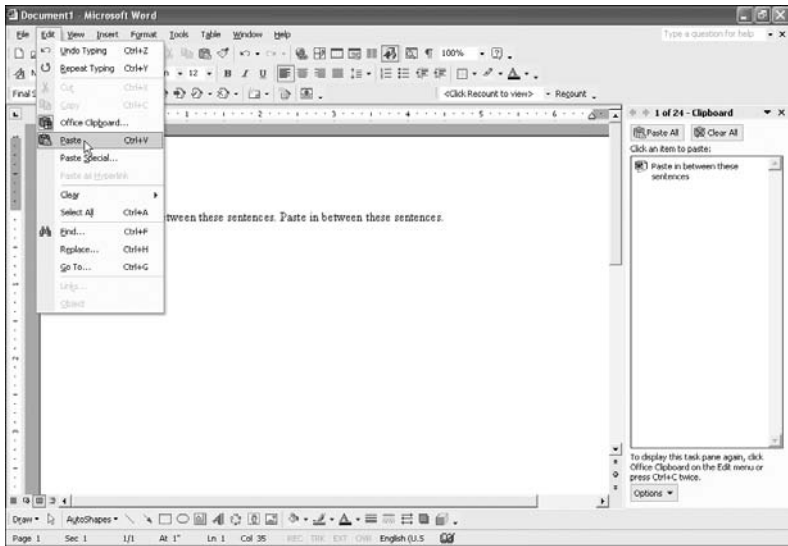 Document1 - Microsoft Word
File Edit View Insert Format Tools Table Window Help Type a question for help
Undo Typing Ctrl+Z
Repeat Typing Ctrl+Y
Cut Ctrl+X
Copy Ctrl+C
Office Clipboard...
Paste Ctrl+V
Paste Special...
Paste as Hyperlink
Clear
Select All Ctrl+A
Find... Ctrl+F
Replace... Ctrl+H
Go To... Ctrl+G
Links...
Object
100%
12 B I U
Final S <Click Recount to view> Recount
1 2 3 4 5 6
tween these sentences. Paste in between these sentences.
1 of 24 - Clipboard
Paste All Clear All
Click an item to paste:
Paste in between these
sentences
To display this task pane again, click
Office Clipboard on the Edit menu or
press Ctrl+C twice.
Options
Draw AutoShapes
Page 1 Sec 1 1/1 At 1" Ln 1 Col 35 REC TRK EXT OVR English (U.S